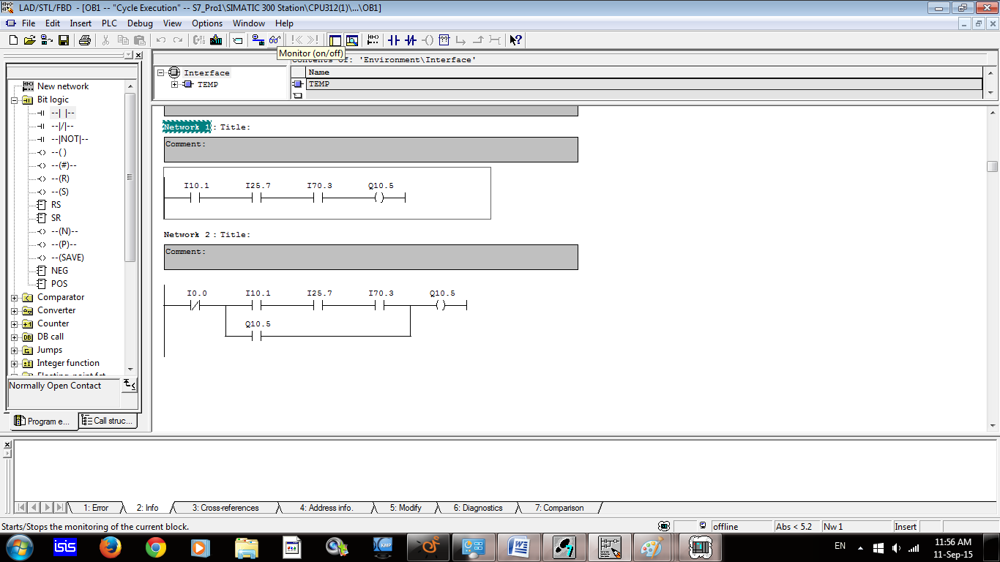 LAD/STL/FBD - [OB1 -- "Cycle Execution" -- S7_Pro1\SIMATIC 300 Station\CPU312(1)\...\OB1]
File Edit Insert PLC Debug View Options Window Help
Monitor (on/off)
'Environment\Interface'
Interface
TEMP
Name
TEMP
New network
Bit logic
--| |--
--|/|--
--|NOT|--
--( )
--(#)--
--(R)
--(S)
RS
SR
--(N)--
--(P)--
--(SAVE)
NEG
POS
Comparator
Converter
Counter
DB call
Jumps
Integer function
Normally Open Contact
Program e...
Call struc...
Network 1 : Title:
Comment:
I10.1 I25.7 I70.3 Q10.5
Network 2 : Title:
Comment:
I0.0 I10.1 I25.7 I70.3 Q10.5
Q10.5
1: Error 2: Info 3: Cross-references 4: Address info. 5: Modify 6: Diagnostics 7: Comparison
Starts/Stops the monitoring of the current block. offline Abs < 5.2 Nw 1 Insert
isis
KMP
EN
11:56 AM
11-Sep-15